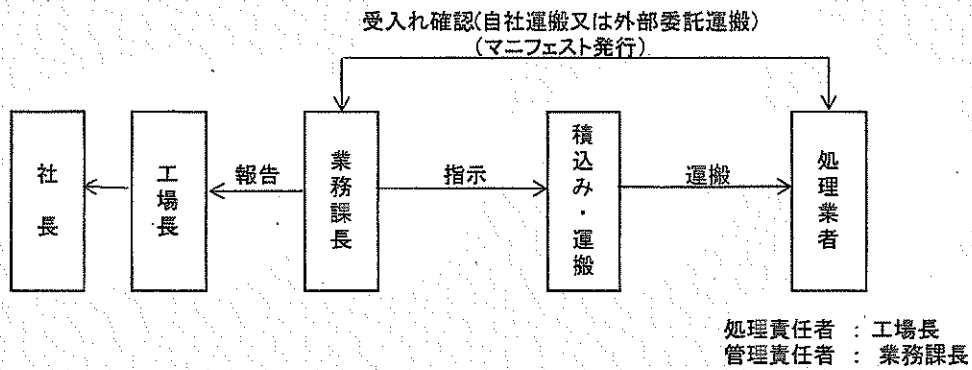 受入れ確認(自社運搬又は外部委託運搬)
(マニフェスト発行)
社長
工場長
報告
業務課長
指示
積込み・運搬
運搬
処理業者
処理責任者 : 工場長
管理責任者 : 業務課長